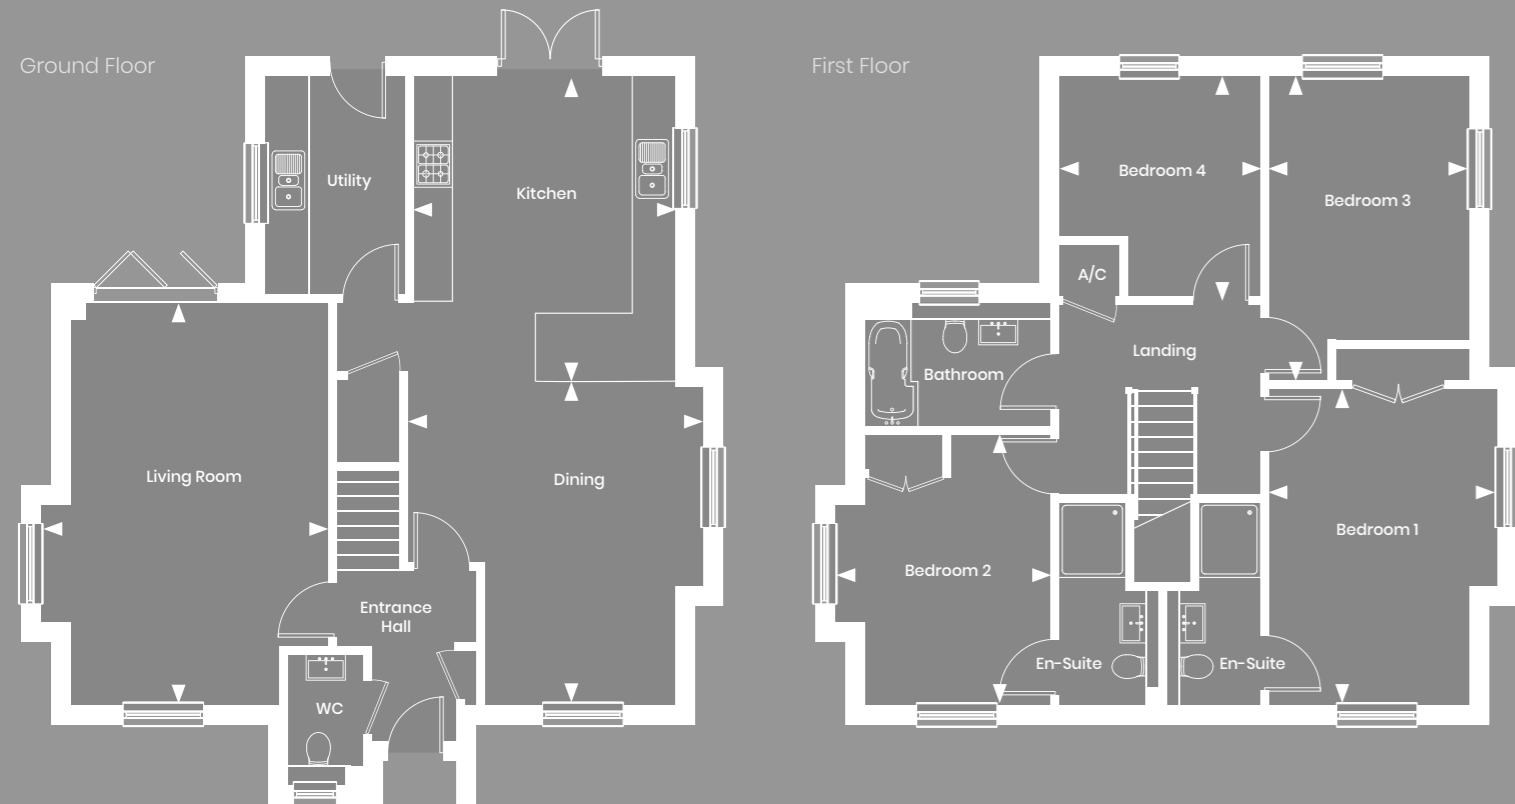 Ground Floor
Utility
Kitchen
Living Room
Dining
Entrance
Hall
WC
First Floor
Bedroom 4
Bedroom 3
A/C
Landing
Bathroom
Bedroom 1
Bedroom 2
En-Suite
En-Suite